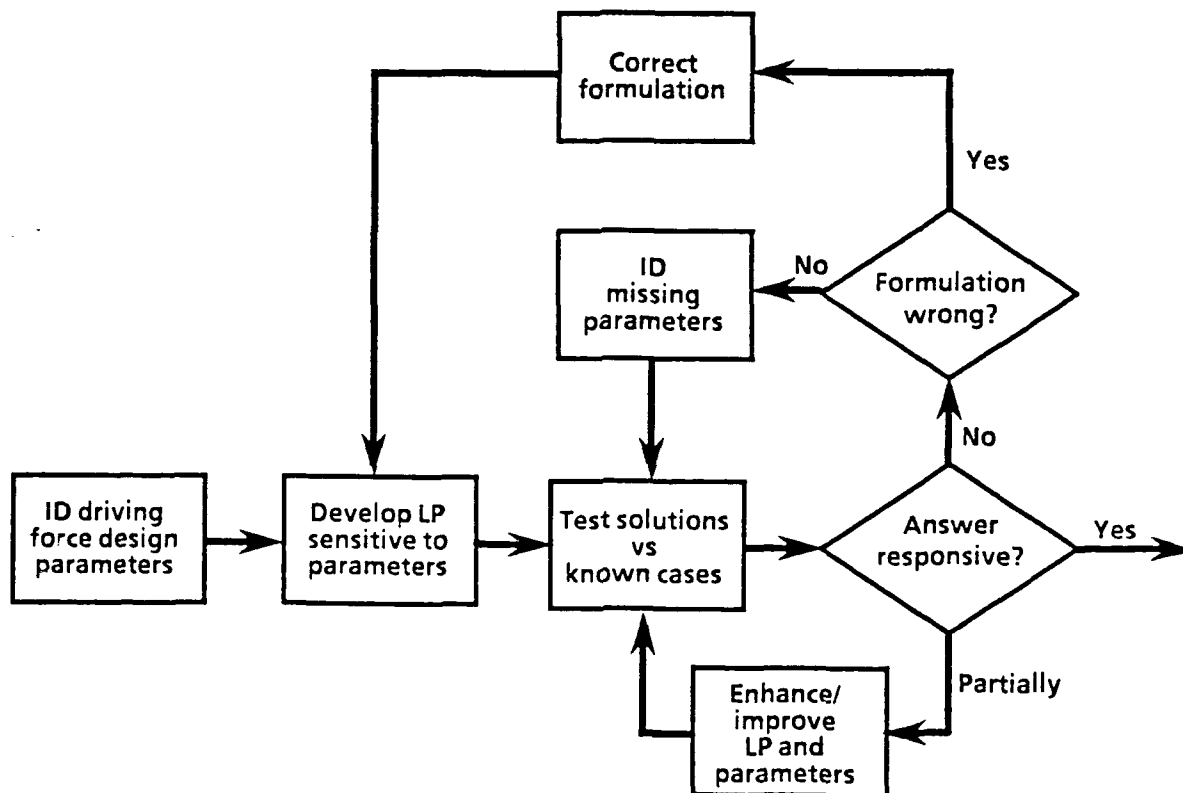 Correct
formulation
Yes
ID
missing
parameters
No
Formulation
wrong?
No
ID driving
force design
parameters
Develop LP
sensitive to
parameters
Test solutions
vs
known cases
Answer
responsive?
Yes
Partially
Enhance/
improve
LP and
parameters